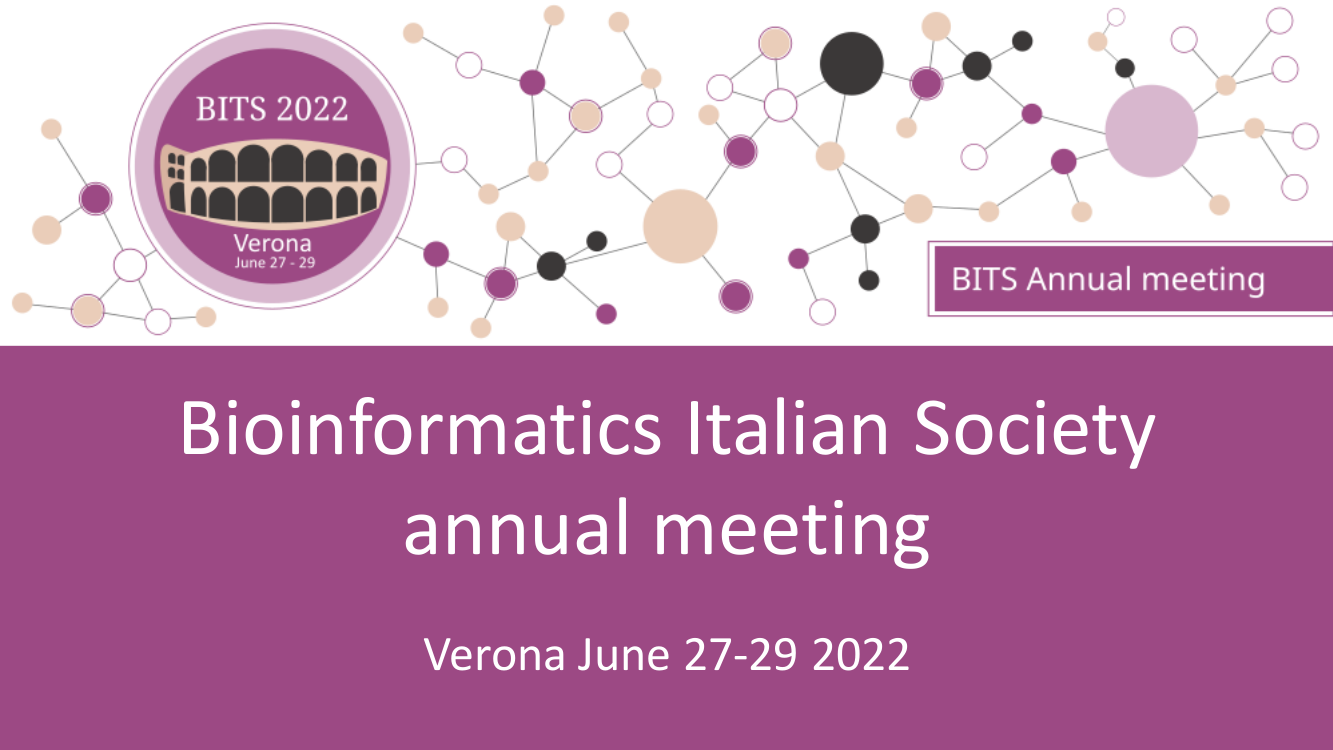 BITS 2022
Verona
June 27 - 29
BITS Annual meeting
Bioinformatics Italian Society
annual meeting
Verona June 27-29 2022